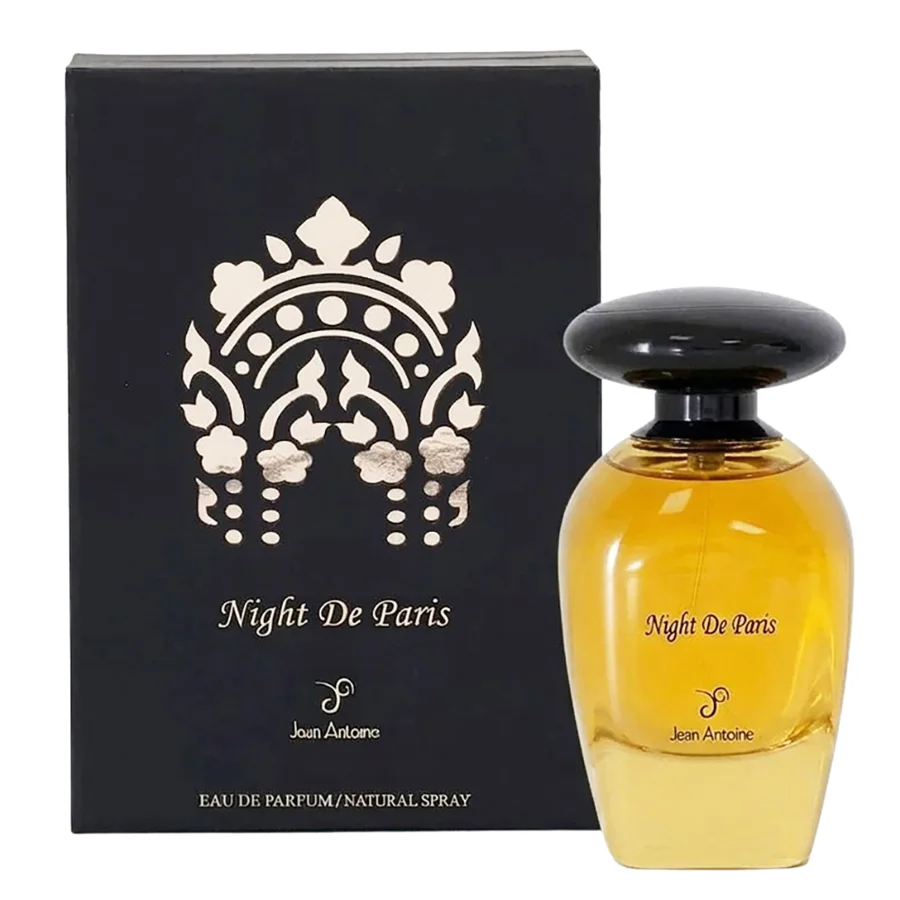 Night De Paris
Jean Antoine
EAU DE PARFUM/NATURAL SPRAY
Night De Paris
Jean Antoine